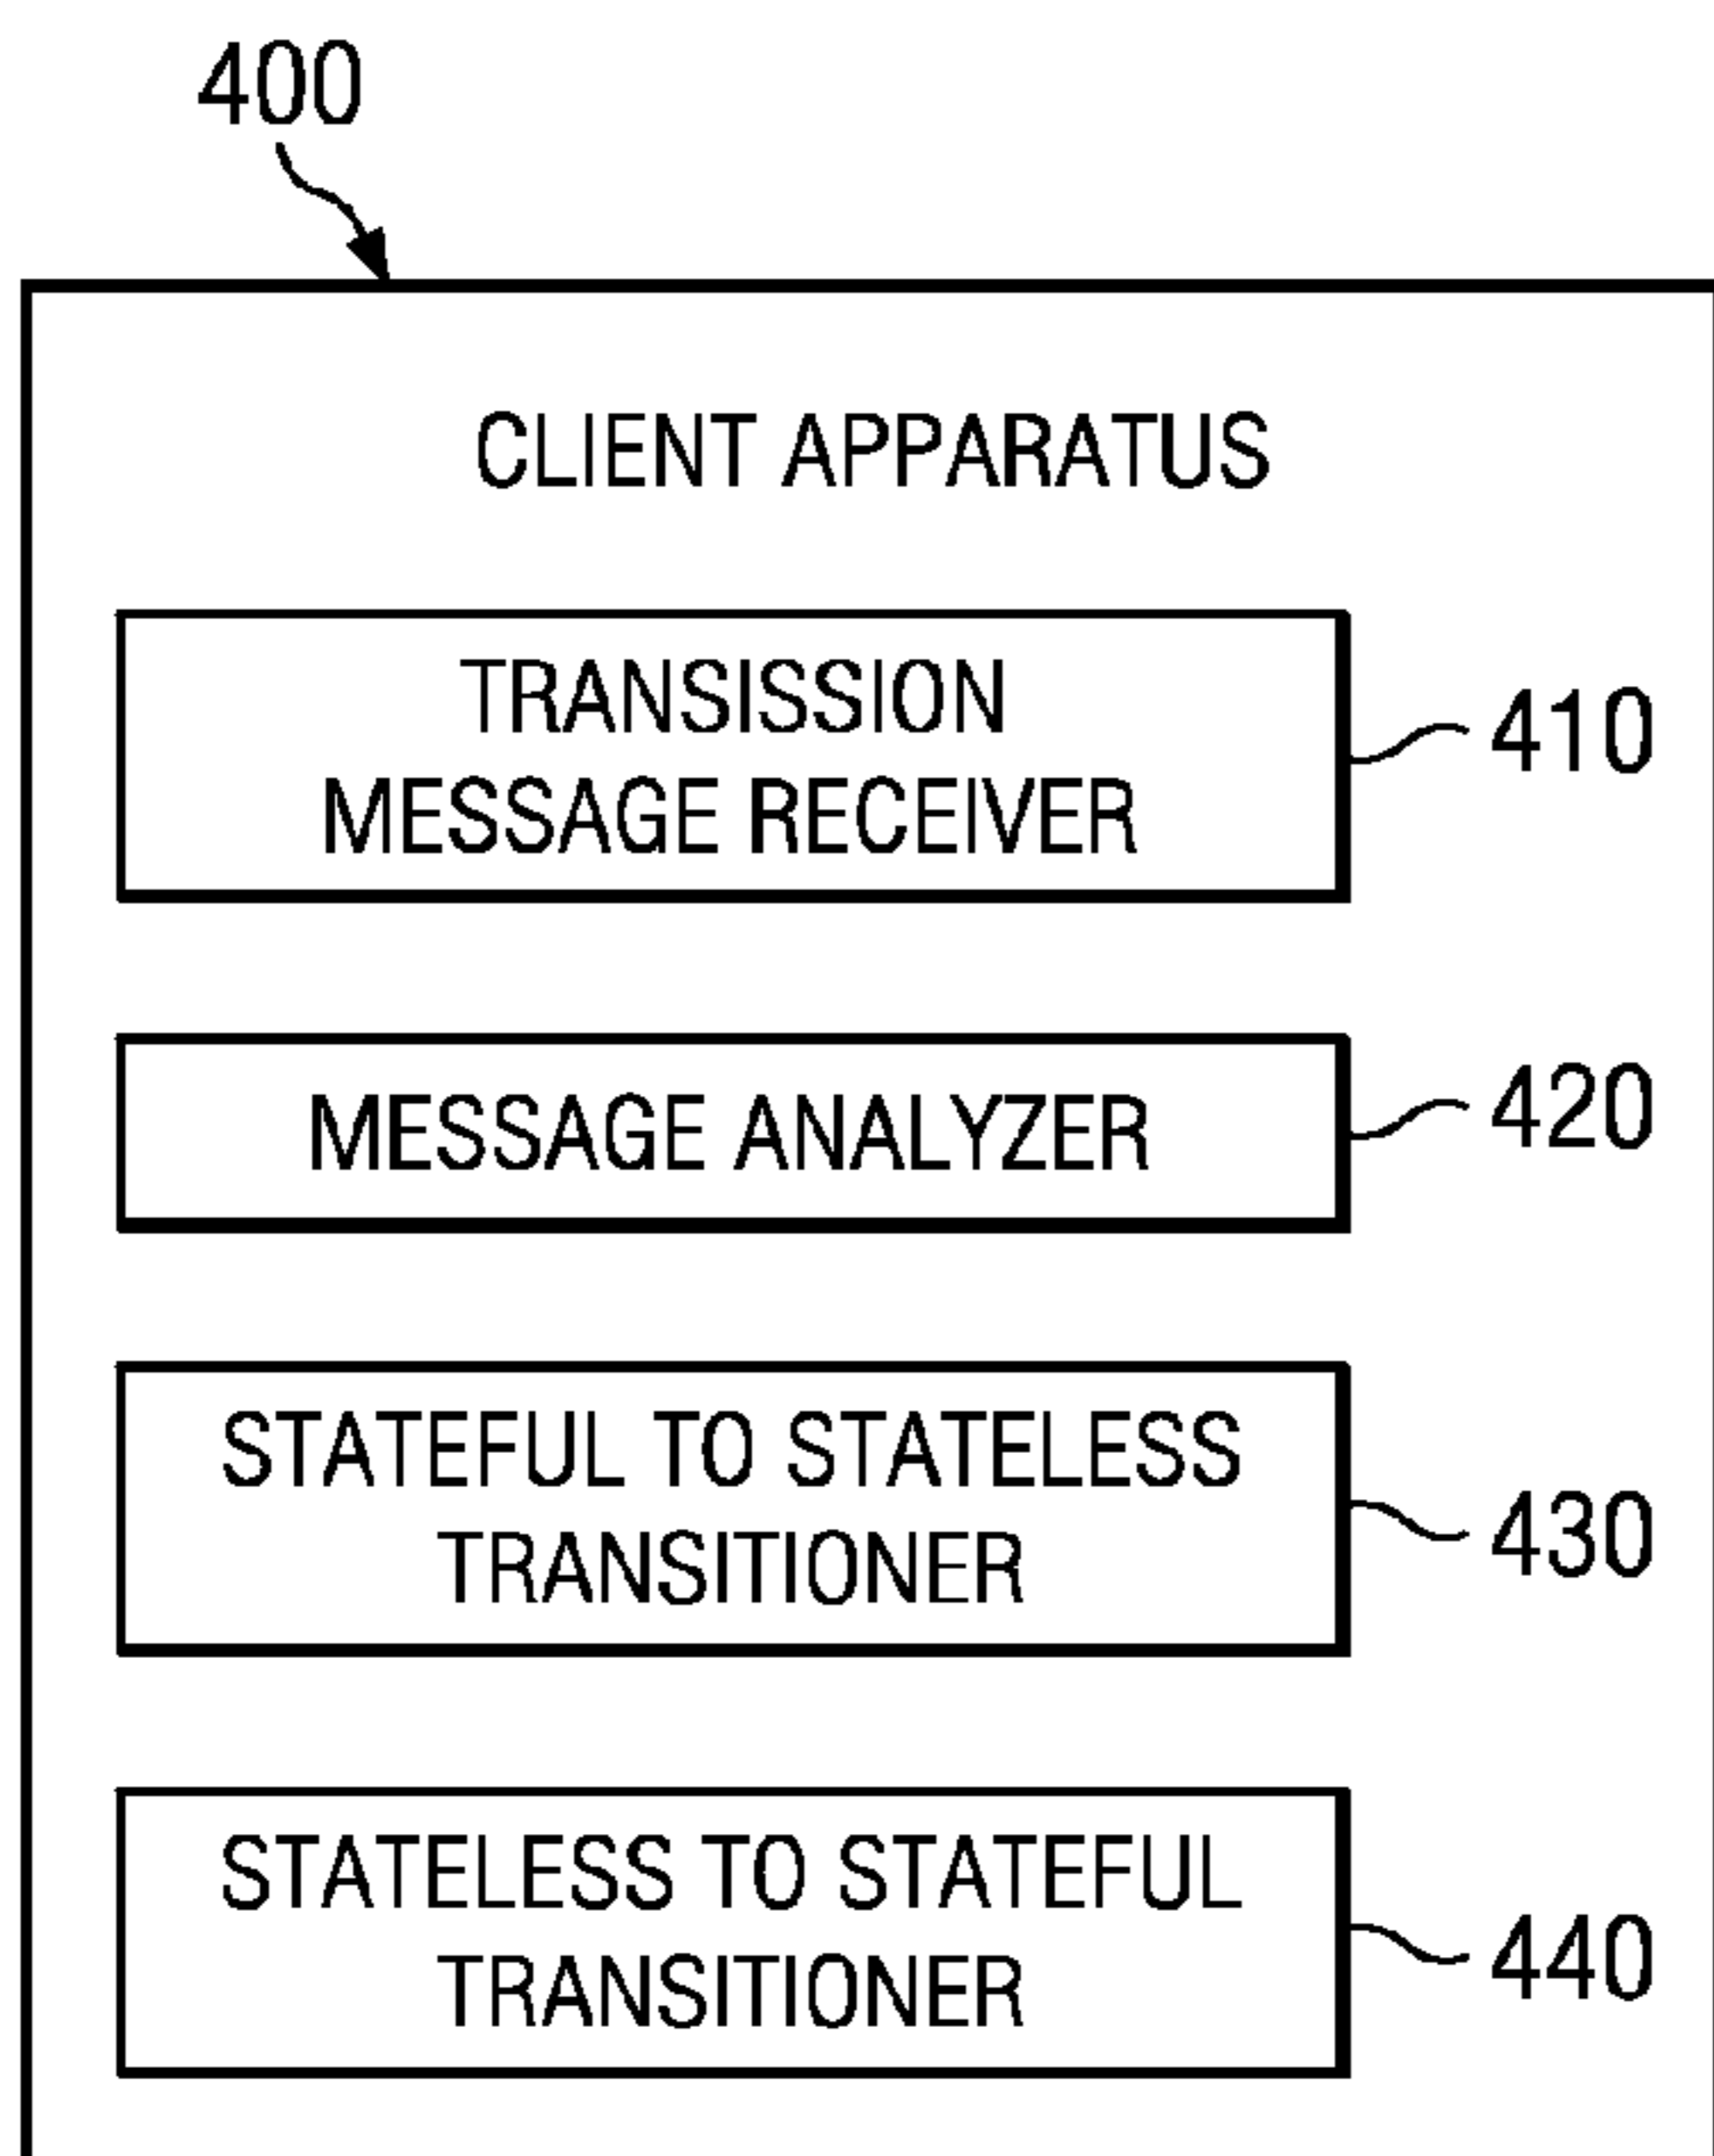 400
CLIENT APPARATUS
TRANSISSION
MESSAGE RECEIVER
410
MESSAGE ANALYZER
420
STATEFUL TO STATELESS
TRANSITIONER
430
STATELESS TO STATEFUL
TRANSITIONER
440